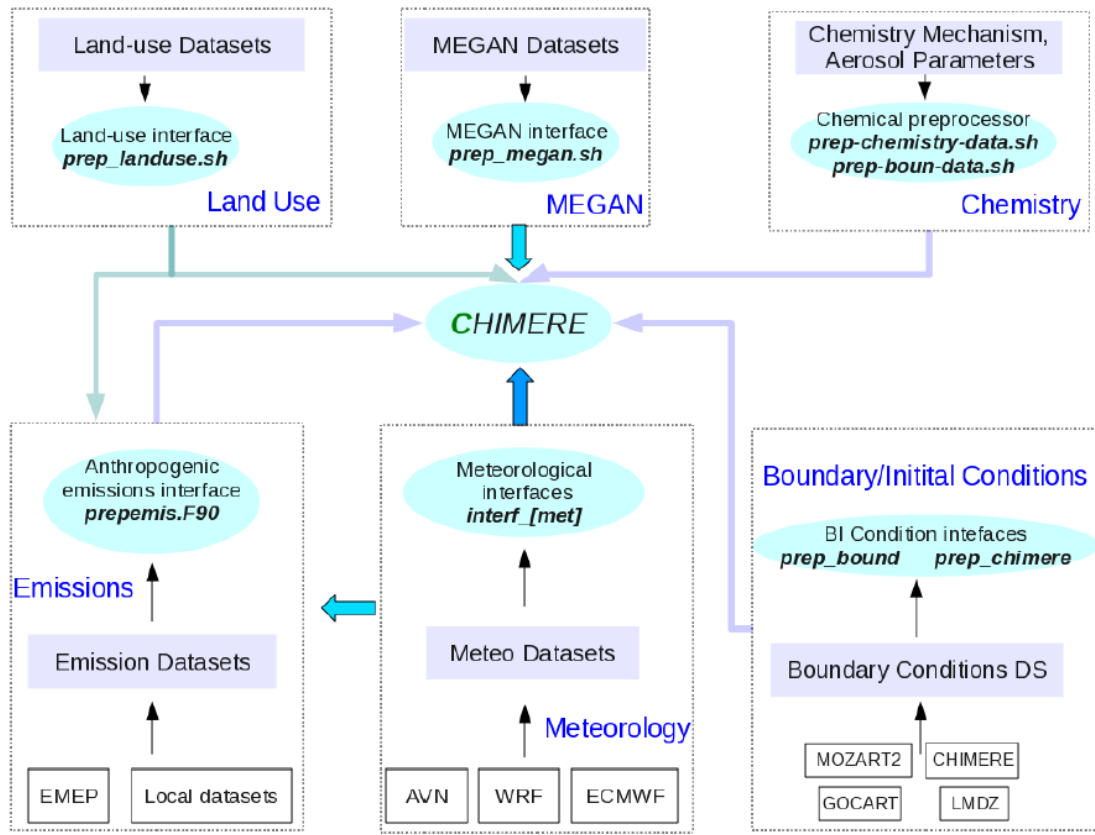 Land-use Datasets
Land-use interface
prep_landuse.sh
Land Use
MEGAN Datasets
MEGAN interface
prep_megan.sh
MEGAN
Chemistry Mechanism,
Aerosol Parameters
Chemical preprocessor
prep-chemistry-data.sh
prep-boun-data.sh
Chemistry
CHIMERE
Anthropogenic
emissions interface
prepemis.F90
Emissions
Emission Datasets
EMEP
Local datasets
Meteorological
interfaces
interf_[met]
Meteo Datasets
Meteorology
AVN
WRF
ECMWF
Boundary/Initital Conditions
BI Condition intefaces
prep_bound prep_chimere
Boundary Conditions DS
MOZART2
CHIMERE
GOCART
LMDZ